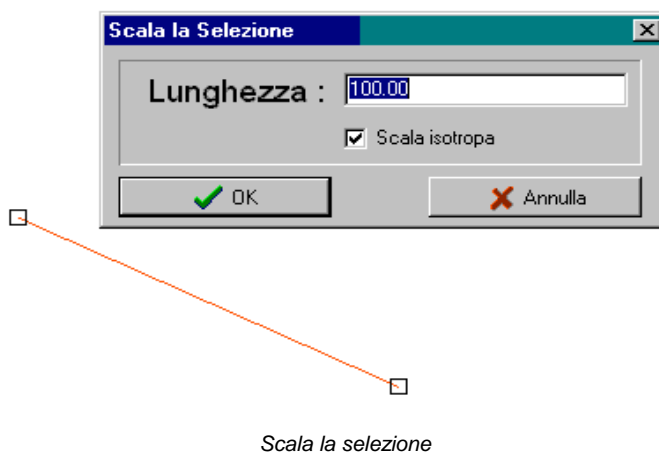 Scala la Selezione
Lunghezza :
100.00
Scala isotropa
OK
Annulla
Scala la selezione